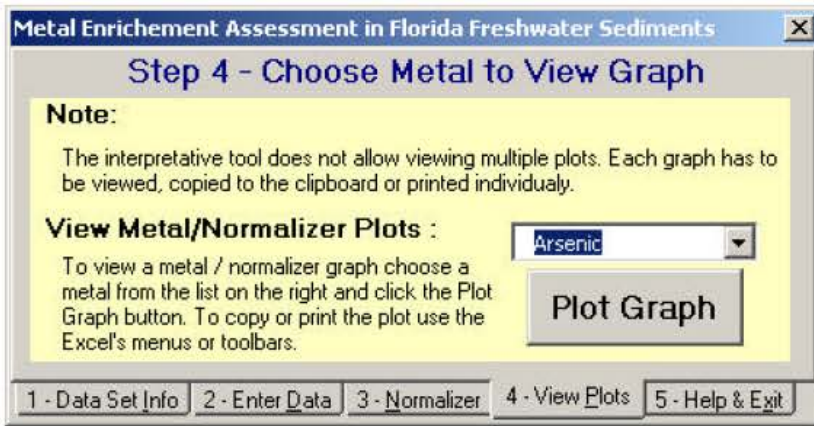 Metal Enrichement Assessment in Florida Freshwater Sediments
Step 4 - Choose Metal to View Graph
Note:
The interpretative tool does not allow viewing multiple plots. Each graph has to
be viewed, copied to the clipboard or printed individualy.
View Metal/Normalizer Plots :
To view a metal / normalizer graph choose a
metal from the list on the right and click the Plot
Graph button. To copy or print the plot use the
Excel's menus or toolbars.
Arsenic
Plot Graph
1 - Data Set Info
2 - Enter Data
3 - Normalizer
4 - View Plots
5 - Help & Exit